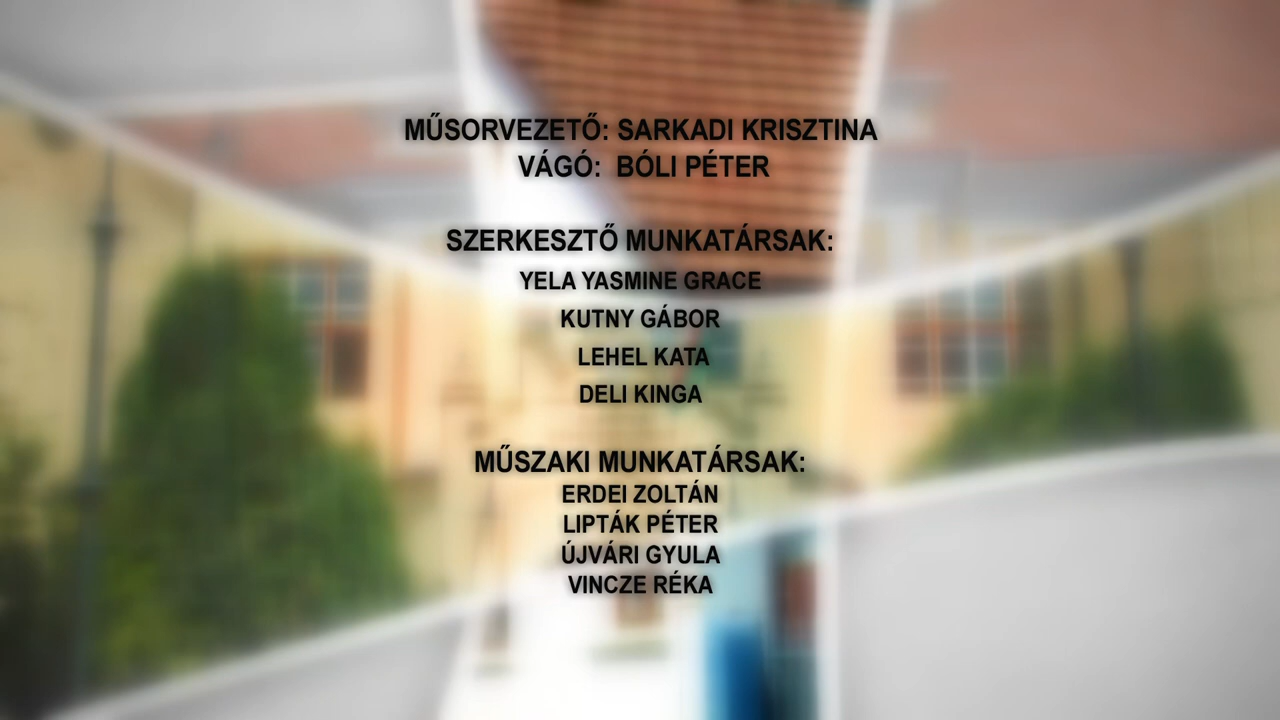 MŰSORVEZETŐ: SARKADI KRISZTINA
VÁGÓ: BÓLI PÉTER
SZERKESZTŐ MUNKATÁRSAK:
YELA YASMINE GRACE
KUTNY GÁBOR
LEHEL KATA
DELI KINGA
MŰSZAKI MUNKATÁRSAK:
ERDEI ZOLTÁN
LIPTÁK PÉTER
ÚJVÁRI GYULA
VINCZE RÉKA